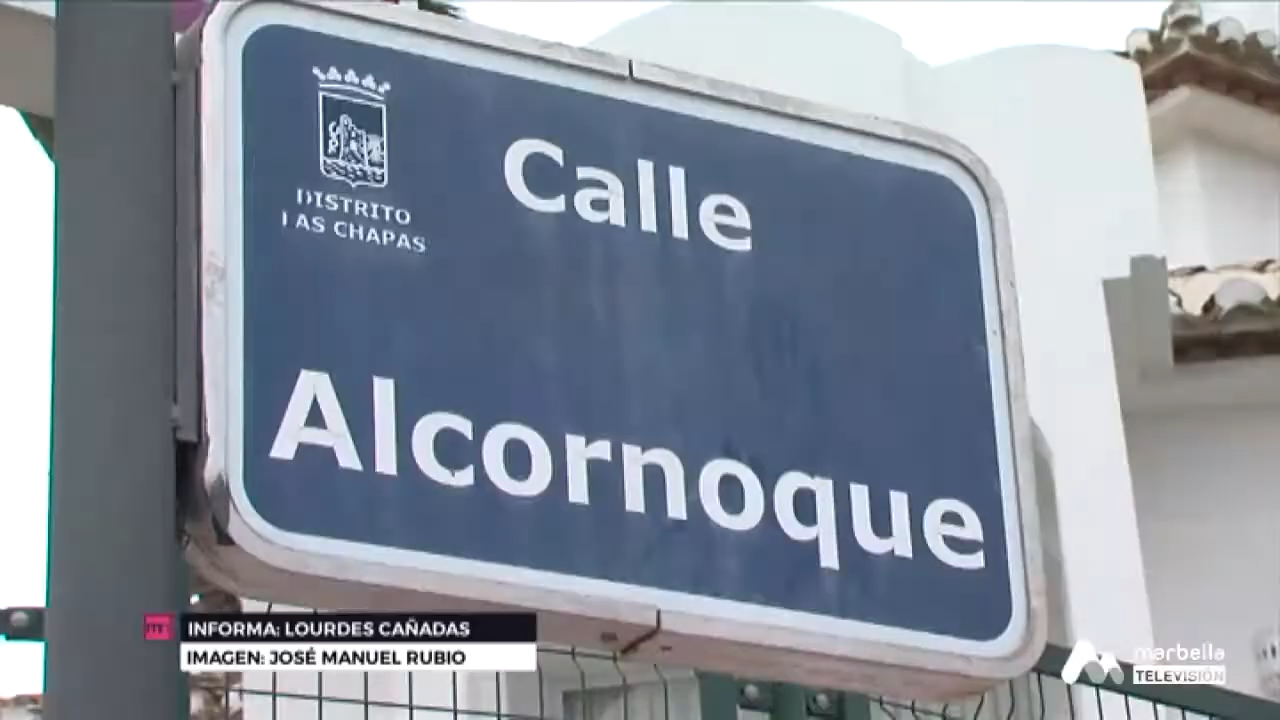 DISTRITO
LAS CHAPAS
Calle
Alcornoque
INFORMA: LOURDES CAÑADAS
IMAGEN: JOSÉ MANUEL RUBIO
marbella
TELEVISIÓN